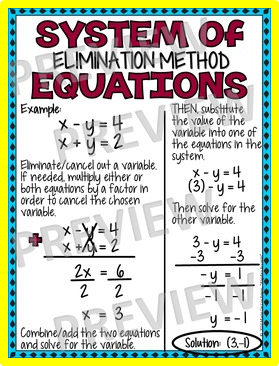 SYSTEM OF
ELIMINATION METHOD
EQUATIONS
Example:
x - y = 4
x + y = 2
Eliminate/cancel out a variable.
If needed, multiply either or
both equations by a factor in
order to cancel the chosen
variable.
x - y = 4
+ x + y = 2
2x = 6
2 2
x = 3
Combine/add the two equations
and solve for the variable.
THEN, substitute
the value of the
variable into one of
the equations in the
system.
x - y = 4
(3) - y = 4
Then solve for the
other variable.
3 - y = 4
-3 -3
-y = 1
-1 -1
y = -1
Solution: (3,-1)
PREVIEW
PREVIEW
PREVIEW